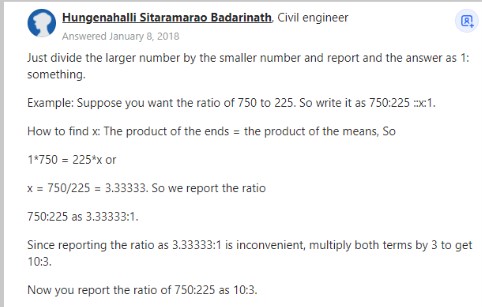 Hungenahalli Sitaramarao Badarinath, Civil engineer
Answered January 8, 2018
Just divide the larger number by the smaller number and report and the answer as 1:
something.
Example: Suppose you want the ratio of 750 to 225. So write it as 750:225 ::x:1.
How to find x: The product of the ends = the product of the means, So
1*750 = 225*x or
x = 750/225 = 3.33333. So we report the ratio
750:225 as 3.33333:1.
Since reporting the ratio as 3.33333:1 is inconvenient, multiply both terms by 3 to get
10:3.
Now you report the ratio of 750:225 as 10:3.